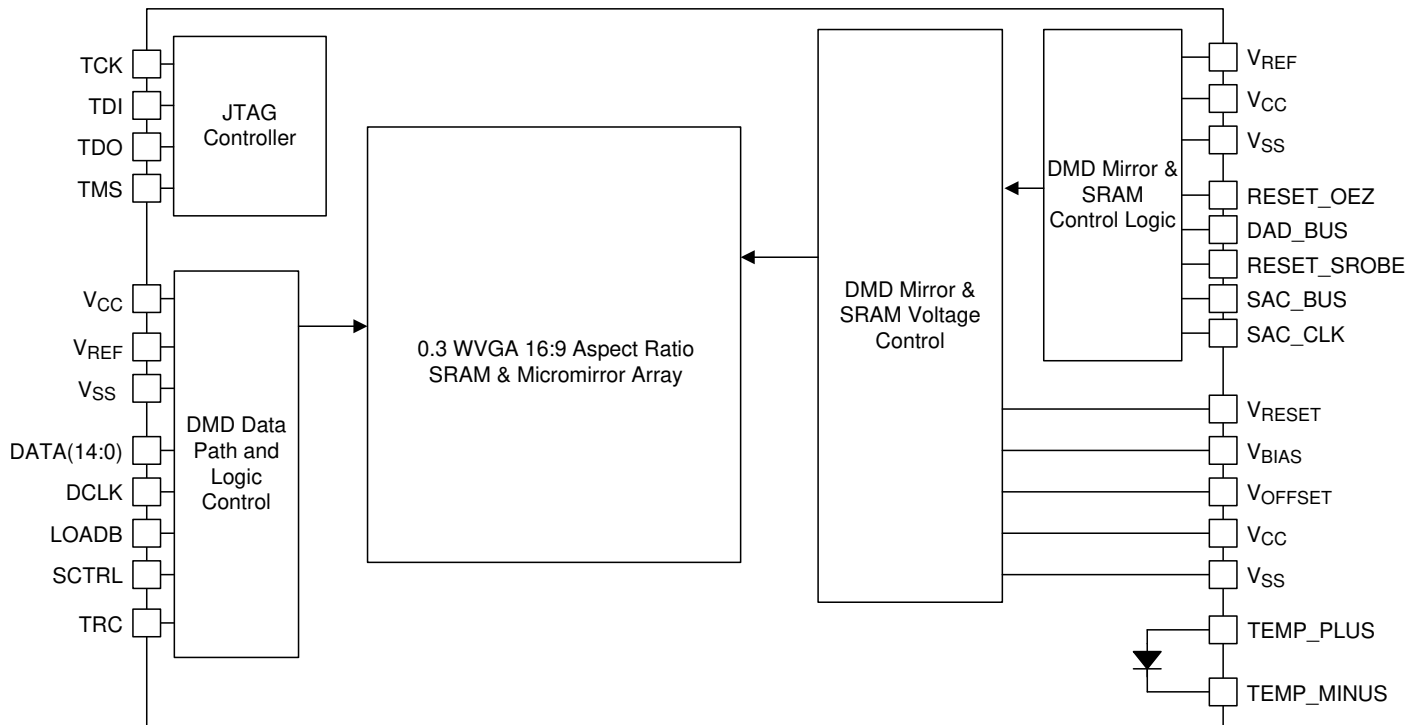 TCK
TDI
TDO
TMS
JTAG
Controller
VCC
VREF
VSS
DATA(14:0)
DCLK
LOADB
SCTRL
TRC
DMD Data
Path and
Logic
Control
0.3 WVGA 16:9 Aspect Ratio
SRAM & Micromirror Array
DMD Mirror &
SRAM Voltage
Control
DMD Mirror &
SRAM
Control Logic
VREF
VCC
VSS
RESET_OEZ
DAD_BUS
RESET_SROBE
SAC_BUS
SAC_CLK
VRESET
VBIAS
VOFFSET
VCC
VSS
TEMP_PLUS
TEMP_MINUS